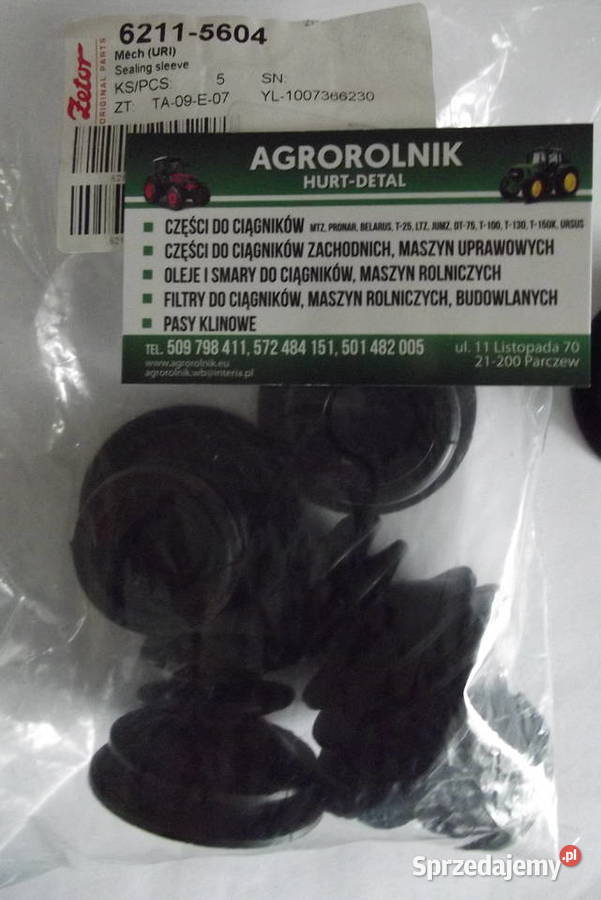 Zetor
ORIGINAL PARTS
6211-5604
Měch (URI)
Sealing sleeve
KS/PCS: 5 SN:
ZT: TA-09-E-07 YL-1007366230
AGROROLNIK
HURT-DETAL
CZĘŚCI DO CIĄGNIKÓW MTZ, PRONAR, BELARUS, T-25, LTZ, JUMZ, DT-75, T-100, T-130, T-150K, URSUS
CZĘŚCI DO CIĄGNIKÓW ZACHODNICH, MASZYN UPRAWOWYCH
OLEJE I SMARY DO CIĄGNIKÓW, MASZYN ROLNICZYCH
FILTRY DO CIĄGNIKÓW, MASZYN ROLNICZYCH, BUDOWLANYCH
PASY KLINOWE
TEL. 509 798 411, 572 484 151, 501 482 005
ul. 11 Listopada 70
www.agrorolnik.eu
21-200 Parczew
agrorolnik.wb@interia.pl
Sprzedajemy.pl